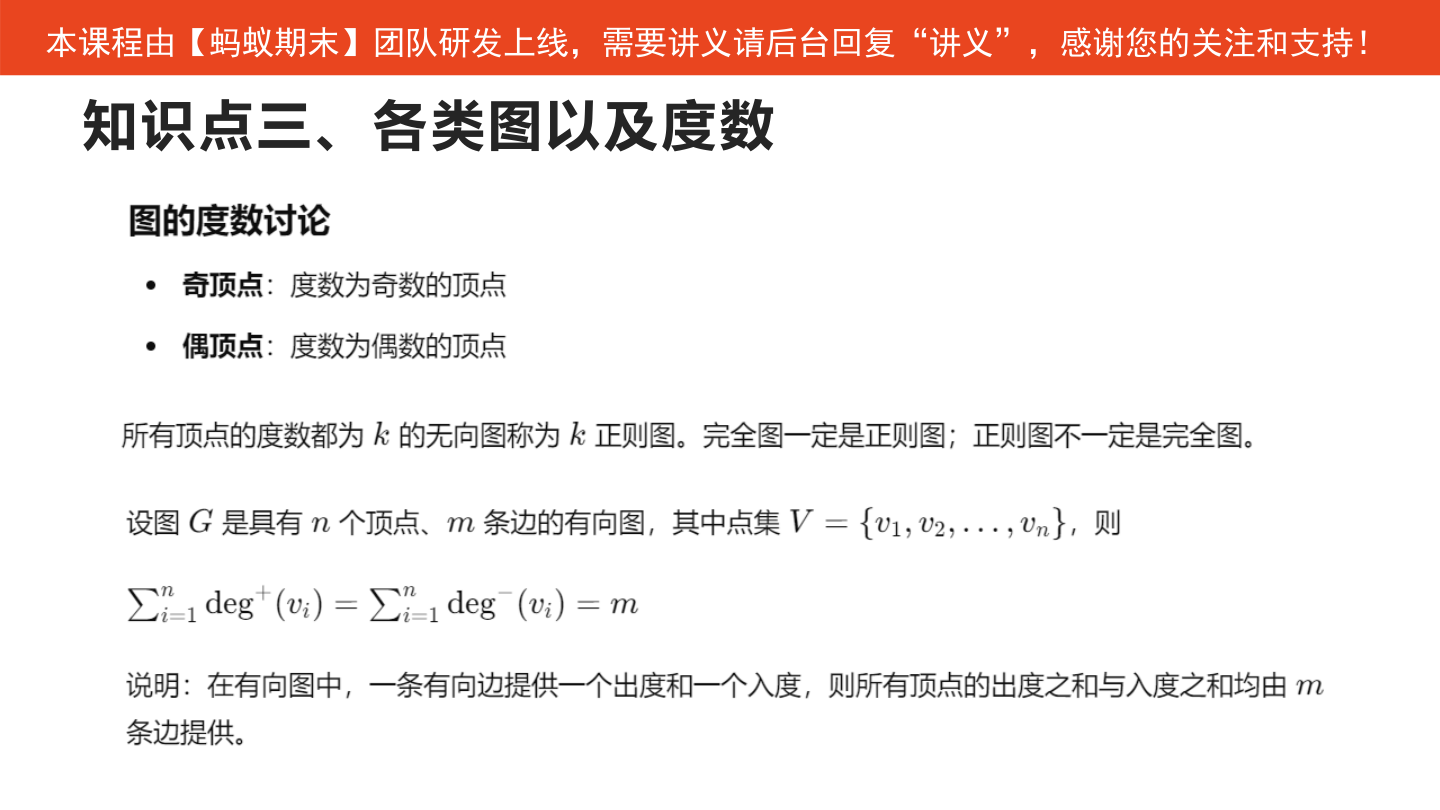 本课程由【蚂蚁期末】团队研发上线，需要讲义请后台回复“讲义”，感谢您的关注和支持！
知识点三、各类图以及度数
图的度数讨论
• 奇顶点：度数为奇数的顶点
• 偶顶点：度数为偶数的顶点
所有顶点的度数都为 k 的无向图称为 k 正则图。完全图一定是正则图；正则图不一定是完全图。
设图 G 是具有 n 个顶点、m 条边的有向图，其中点集 V = {v₁, v₂, . . . , vₙ}，则
∑ⁿᵢ₌₁ deg⁺(vᵢ) = ∑ⁿᵢ₌₁ deg⁻(vᵢ) = m
说明：在有向图中，一条有向边提供一个出度和一个入度，则所有顶点的出度之和与入度之和均由 m
条边提供。